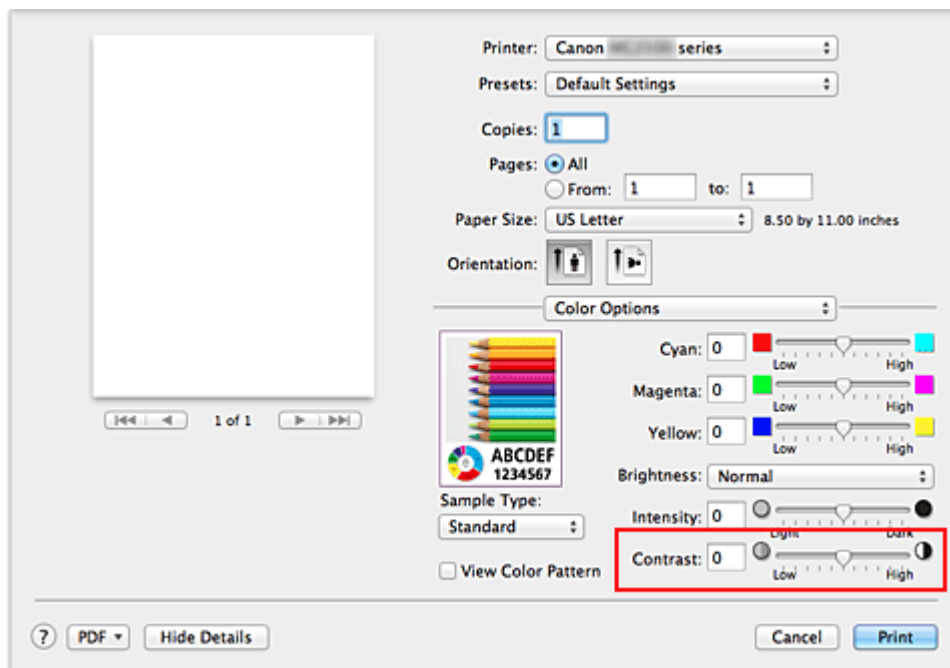 Printer: Canon series
Presets: Default Settings
Copies: 1
Pages: All
From: 1 to: 1
Paper Size: US Letter 8.50 by 11.00 inches
Orientation:
Color Options
1 of 1
Cyan: 0
Low High
Magenta: 0
Low High
Yellow: 0
Low High
ABCDEF
1234567
Brightness: Normal
Sample Type:
Standard
Intensity: 0
Light Dark
Contrast: 0
Low High
View Color Pattern
? PDF Hide Details Cancel Print